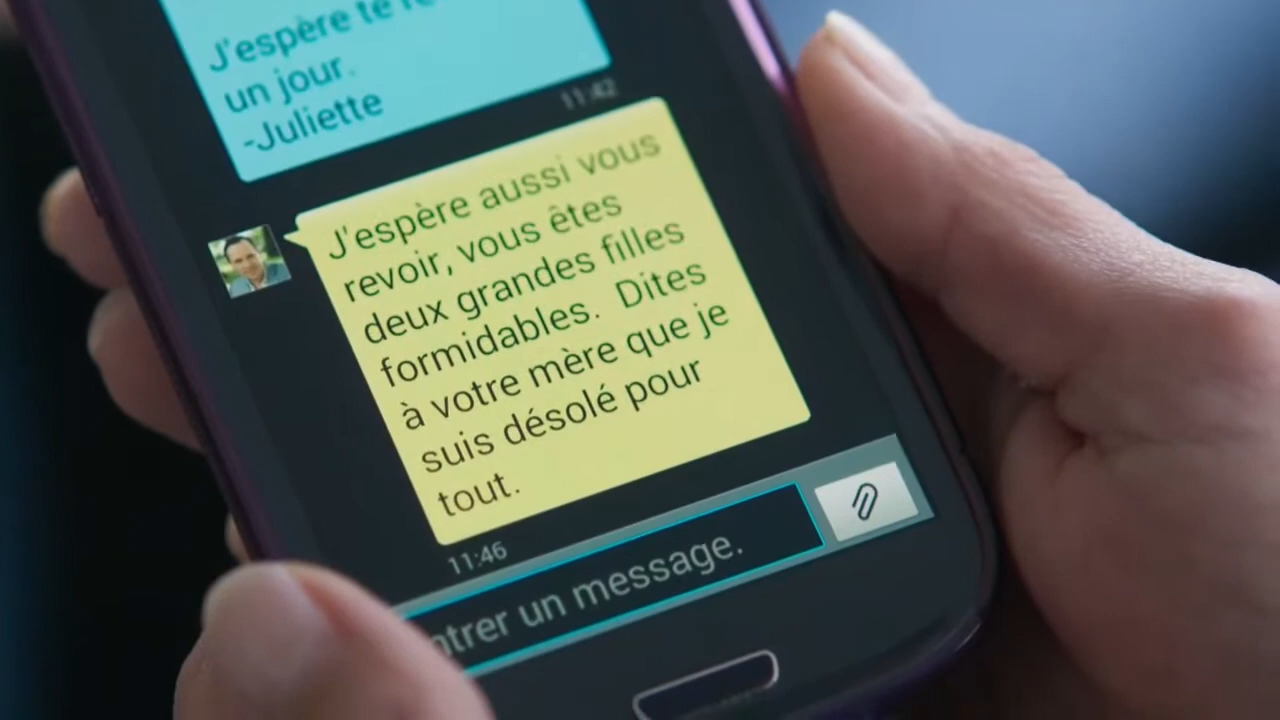 J'espère te
un jour.
-Juliette
11:42
J'espère aussi vous
revoir, vous êtes
deux grandes filles
formidables. Dites
à votre mère que je
suis désolé pour
tout.
11:46
ntrer un message.